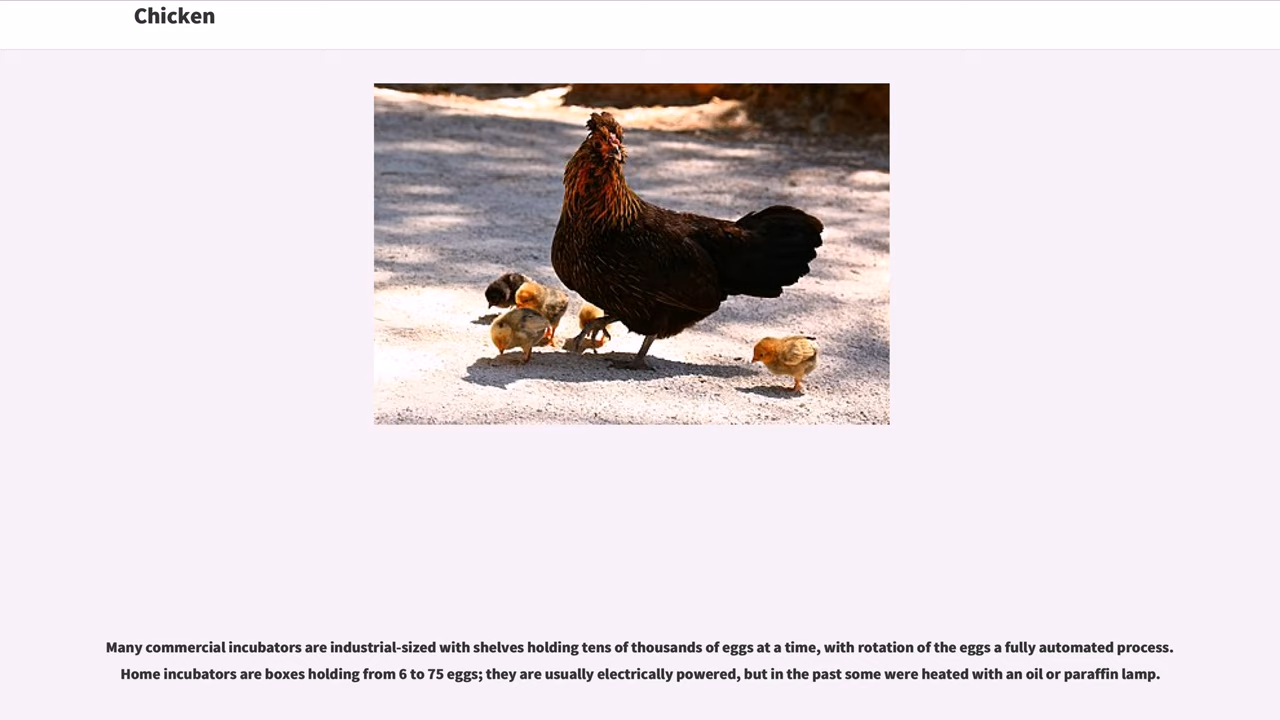 Chicken
Many commercial incubators are industrial-sized with shelves holding tens of thousands of eggs at a time, with rotation of the eggs a fully automated process.
Home incubators are boxes holding from 6 to 75 eggs; they are usually electrically powered, but in the past some were heated with an oil or paraffin lamp.